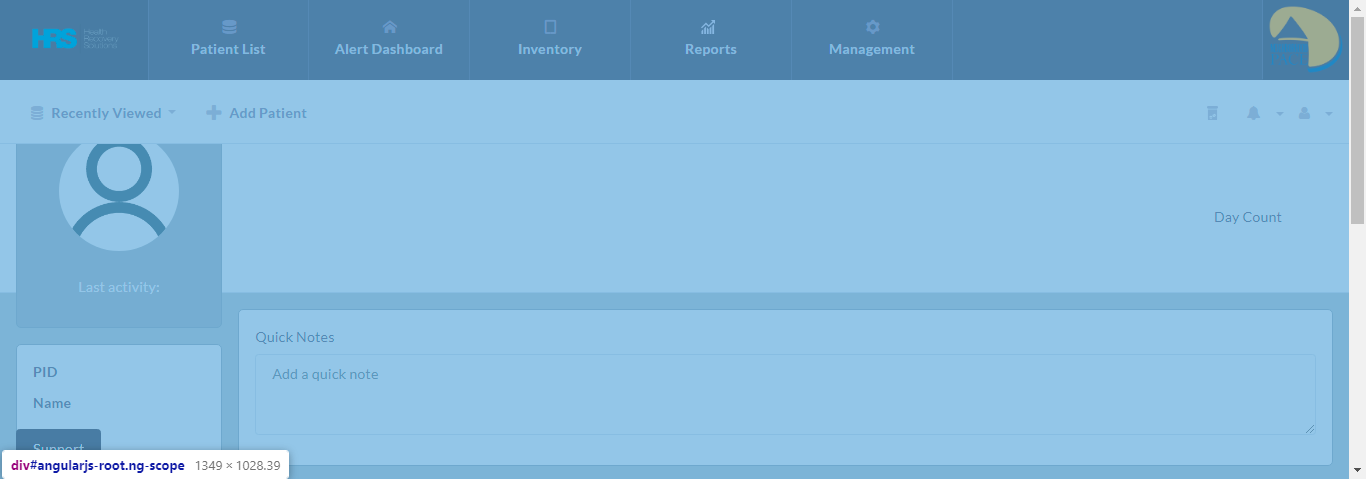 HRS Health Recovery Solutions
Patient List
Alert Dashboard
Inventory
Reports
Management
Recently Viewed
Add Patient
Day Count
Last activity:
Quick Notes
Add a quick note
PID
Name
Support
div#angularjs-root.ng-scope 1349 × 1028.39